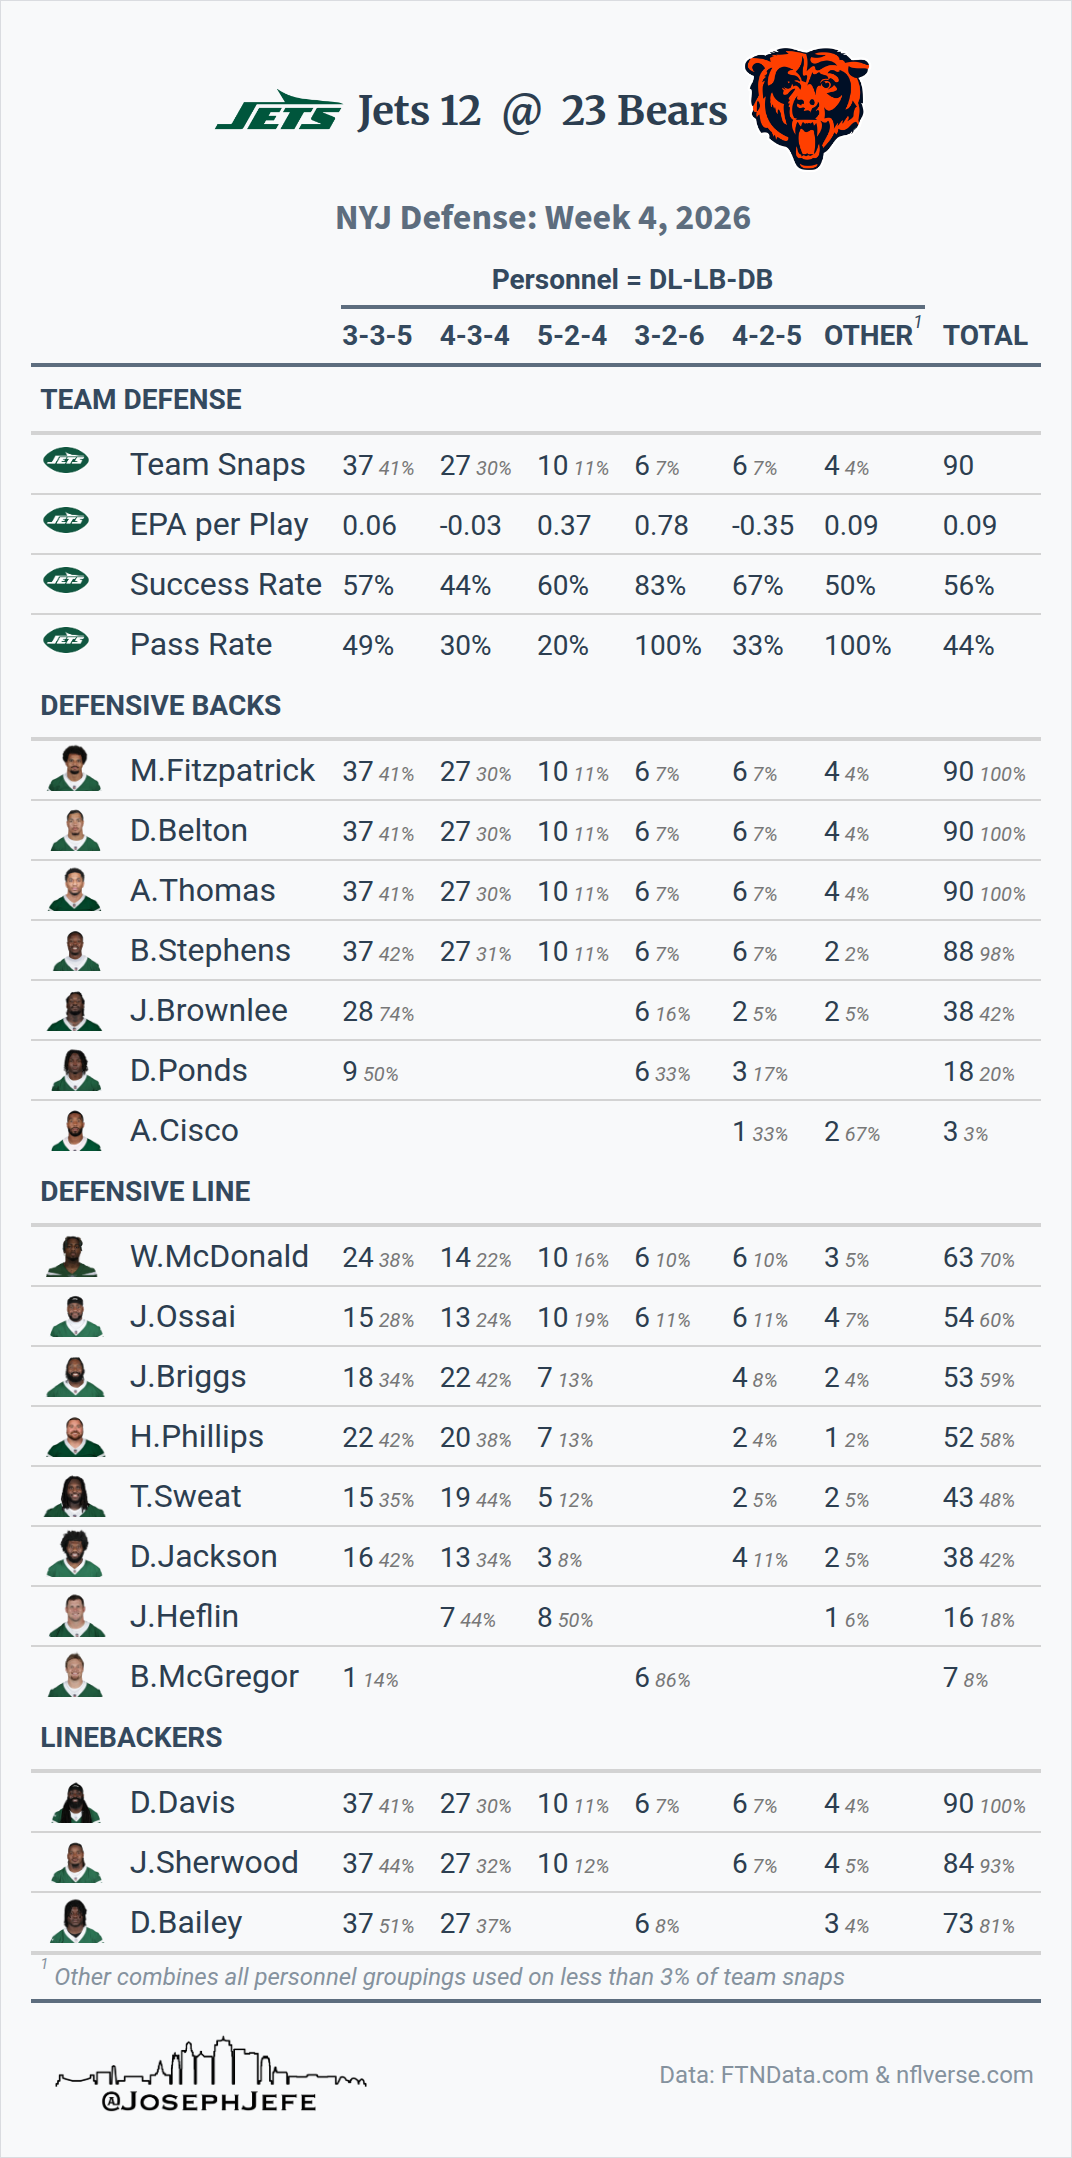 JETS Jets 12 @ 23 Bears
NYJ Defense: Week 4, 2026
Personnel = DL-LB-DB
3-3-5 4-3-4 5-2-4 3-2-6 4-2-5 OTHER¹ TOTAL
TEAM DEFENSE
JETS Team Snaps 37 41% 27 30% 10 11% 6 7% 6 7% 4 4% 90
JETS EPA per Play 0.06 -0.03 0.37 0.78 -0.35 0.09 0.09
JETS Success Rate 57% 44% 60% 83% 67% 50% 56%
JETS Pass Rate 49% 30% 20% 100% 33% 100% 44%
DEFENSIVE BACKS
M.Fitzpatrick 37 41% 27 30% 10 11% 6 7% 6 7% 4 4% 90 100%
D.Belton 37 41% 27 30% 10 11% 6 7% 6 7% 4 4% 90 100%
A.Thomas 37 41% 27 30% 10 11% 6 7% 6 7% 4 4% 90 100%
B.Stephens 37 42% 27 31% 10 11% 6 7% 6 7% 2 2% 88 98%
J.Brownlee 28 74% 6 16% 2 5% 2 5% 38 42%
D.Ponds 9 50% 6 33% 3 17% 18 20%
A.Cisco 1 33% 2 67% 3 3%
DEFENSIVE LINE
W.McDonald 24 38% 14 22% 10 16% 6 10% 6 10% 3 5% 63 70%
J.Ossai 15 28% 13 24% 10 19% 6 11% 6 11% 4 7% 54 60%
J.Briggs 18 34% 22 42% 7 13% 4 8% 2 4% 53 59%
H.Phillips 22 42% 20 38% 7 13% 2 4% 1 2% 52 58%
T.Sweat 15 35% 19 44% 5 12% 2 5% 2 5% 43 48%
D.Jackson 16 42% 13 34% 3 8% 4 11% 2 5% 38 42%
J.Heflin 7 44% 8 50% 1 6% 16 18%
B.McGregor 1 14% 6 86% 7 8%
LINEBACKERS
D.Davis 37 41% 27 30% 10 11% 6 7% 6 7% 4 4% 90 100%
J.Sherwood 37 44% 27 32% 10 12% 6 7% 4 5% 84 93%
D.Bailey 37 51% 27 37% 6 8% 3 4% 73 81%
¹ Other combines all personnel groupings used on less than 3% of team snaps
@JOSEPHJEFE
Data: FTNData.com & nflverse.com